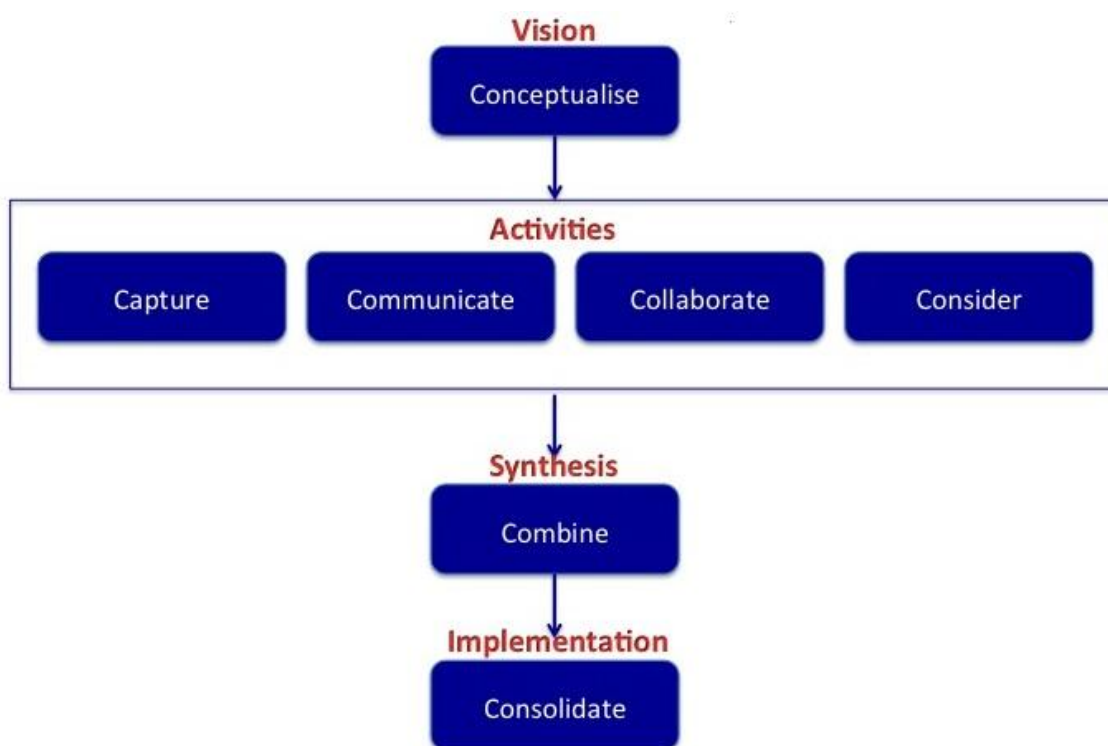 Vision
Conceptualise
Activities
Capture Communicate Collaborate Consider
Synthesis
Combine
Implementation
Consolidate